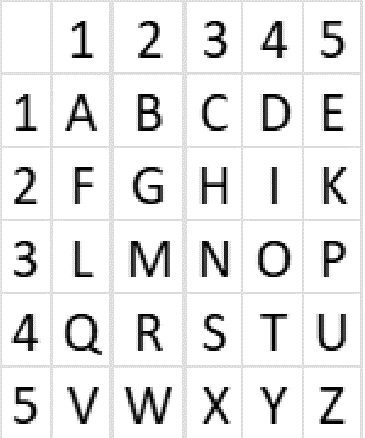 1 2 3 4 5
1 A B C D E
2 F G H I K
3 L M N O P
4 Q R S T U
5 V W X Y Z